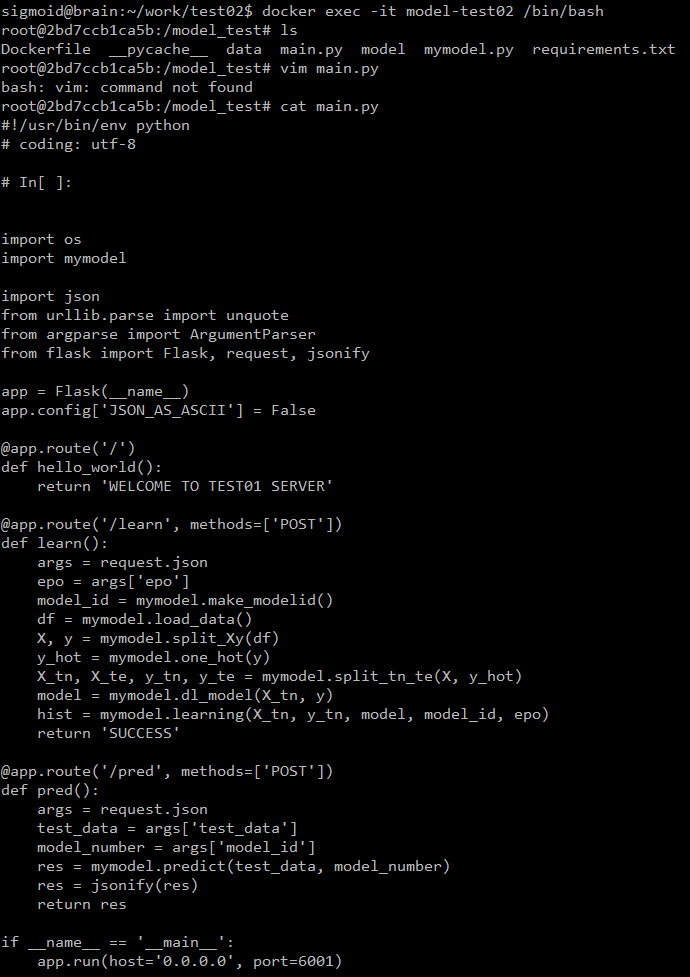 sigmoid@brain:~/work/test02$ docker exec -it model-test02 /bin/bash
root@2bd7ccb1ca5b:/model_test# ls
Dockerfile  __pycache__  data  main.py  model  mymodel.py  requirements.txt
root@2bd7ccb1ca5b:/model_test# vim main.py
bash: vim: command not found
root@2bd7ccb1ca5b:/model_test# cat main.py
#!/usr/bin/env python
# coding: utf-8

# In[ ]:


import os
import mymodel

import json
from urllib.parse import unquote
from argparse import ArgumentParser
from flask import Flask, request, jsonify

app = Flask(__name__)
app.config['JSON_AS_ASCII'] = False

@app.route('/')
def hello_world():
    return 'WELCOME TO TEST01 SERVER'

@app.route('/learn', methods=['POST'])
def learn():
    args = request.json
    epo = args['epo']
    model_id = mymodel.make_modelid()
    df = mymodel.load_data()
    X, y = mymodel.split_Xy(df)
    y_hot = mymodel.one_hot(y)
    X_tn, X_te, y_tn, y_te = mymodel.split_tn_te(X, y_hot)
    model = mymodel.dl_model(X_tn, y)
    hist = mymodel.learning(X_tn, y_tn, model, model_id, epo)
    return 'SUCCESS'

@app.route('/pred', methods=['POST'])
def pred():
    args = request.json
    test_data = args['test_data']
    model_number = args['model_id']
    res = mymodel.predict(test_data, model_number)
    res = jsonify(res)
    return res

if __name__ == '__main__':
    app.run(host='0.0.0.0', port=6001)